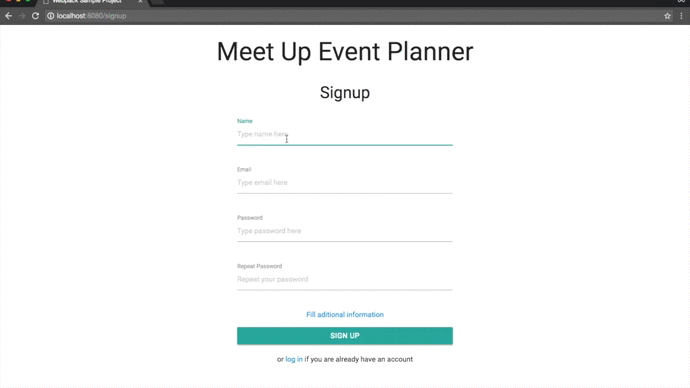 Webpack Sample Project
localhost:8080/signup
Meet Up Event Planner
Signup
Name
Type name here
Email
Type email here
Password
Type password here
Repeat Password
Repeat your password
Fill aditional information
SIGN UP
or log in if you are already have an account